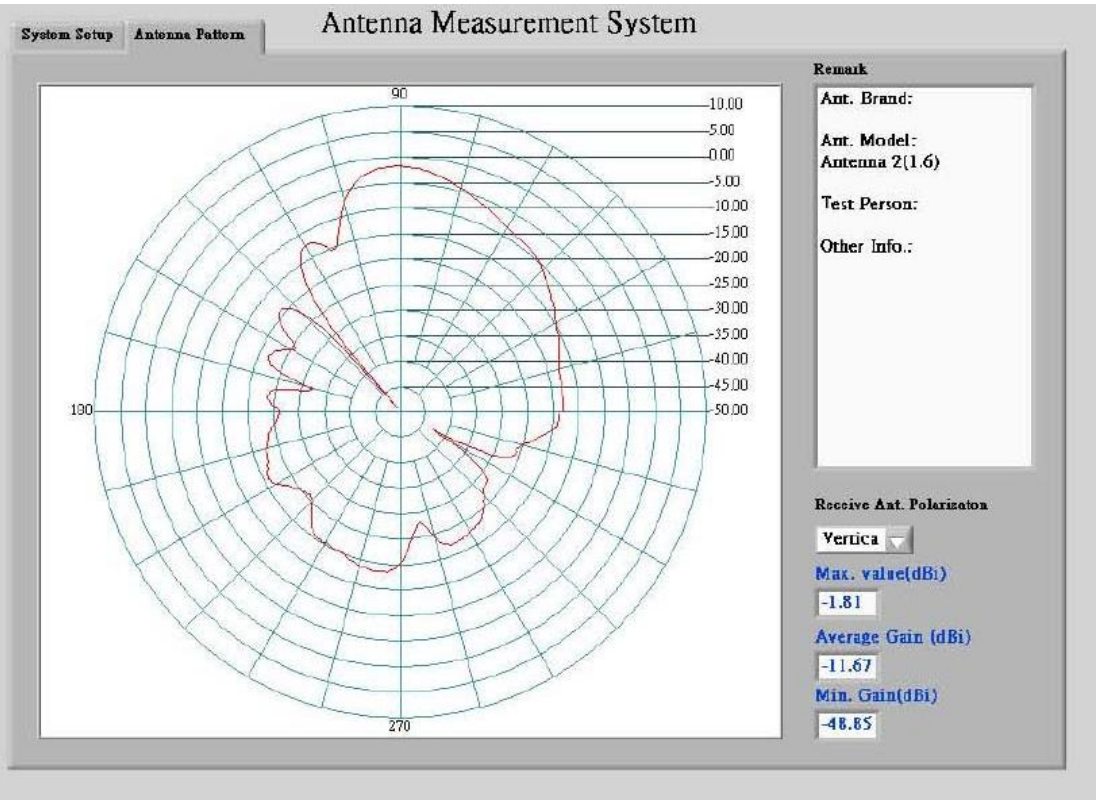 Antenna Measurement System
System Setup
Antenna Pattern
90
10.00
5.00
0.00
-5.00
-10.00
-15.00
-20.00
-25.00
-30.00
-35.00
-40.00
-45.00
-50.00
180
270
Remark
Ant. Brand:
Ant. Model:
Antenna 2(1.6)
Test Person:
Other Info.:
Receive Ant. Polarizaton
Vertica
Max. value(dBi)
-1.81
Average Gain (dBi)
-11.67
Min. Gain(dBi)
-48.85